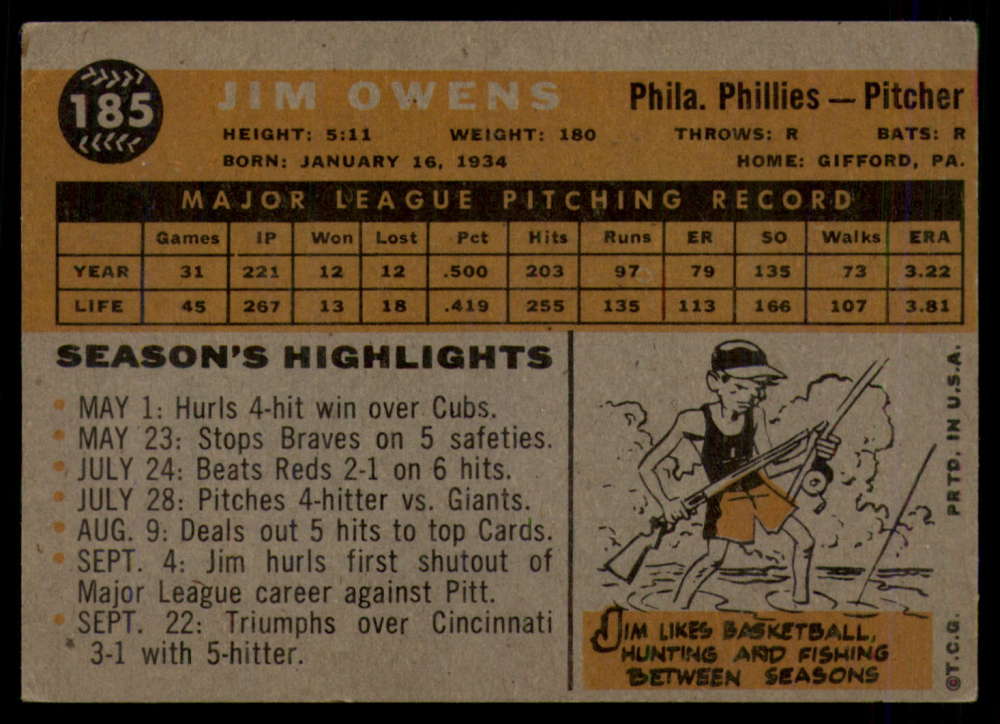 185
JIM OWENS
Phila. Phillies — Pitcher
HEIGHT: 5:11 WEIGHT: 180 THROWS: R BATS: R
BORN: JANUARY 16, 1934 HOME: GIFFORD, PA.
MAJOR LEAGUE PITCHING RECORD
Games IP Won Lost Pct Hits Runs ER SO Walks ERA
YEAR 31 221 12 12 .500 203 97 79 135 73 3.22
LIFE 45 267 13 18 .419 255 135 113 166 107 3.81
SEASON'S HIGHLIGHTS
• MAY 1: Hurls 4-hit win over Cubs.
• MAY 23: Stops Braves on 5 safeties.
• JULY 24: Beats Reds 2-1 on 6 hits.
• JULY 28: Pitches 4-hitter vs. Giants.
• AUG. 9: Deals out 5 hits to top Cards.
• SEPT. 4: Jim hurls first shutout of
Major League career against Pitt.
• SEPT. 22: Triumphs over Cincinnati
3-1 with 5-hitter.
JIM LIKES BASKETBALL,
HUNTING AND FISHING
BETWEEN SEASONS
©T.C.G. PRTD. IN U.S.A.